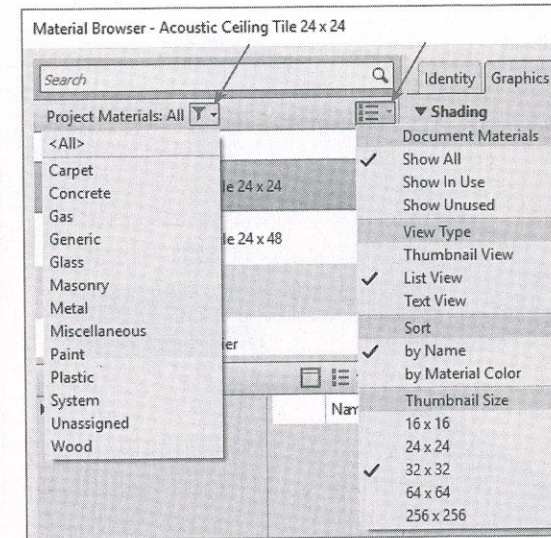 Material Browser - Acoustic Ceiling Tile 24 x 24
Search
Identity
Graphics
Project Materials: All
<All>
Carpet
Concrete
Gas
Generic
Glass
Masonry
Metal
Miscellaneous
Paint
Plastic
System
Unassigned
Wood
le 24 x 24
le 24 x 48
er
Nam
Shading
Document Materials
Show All
Show In Use
Show Unused
View Type
Thumbnail View
List View
Text View
Sort
by Name
by Material Color
Thumbnail Size
16 x 16
24 x 24
32 x 32
64 x 64
256 x 256